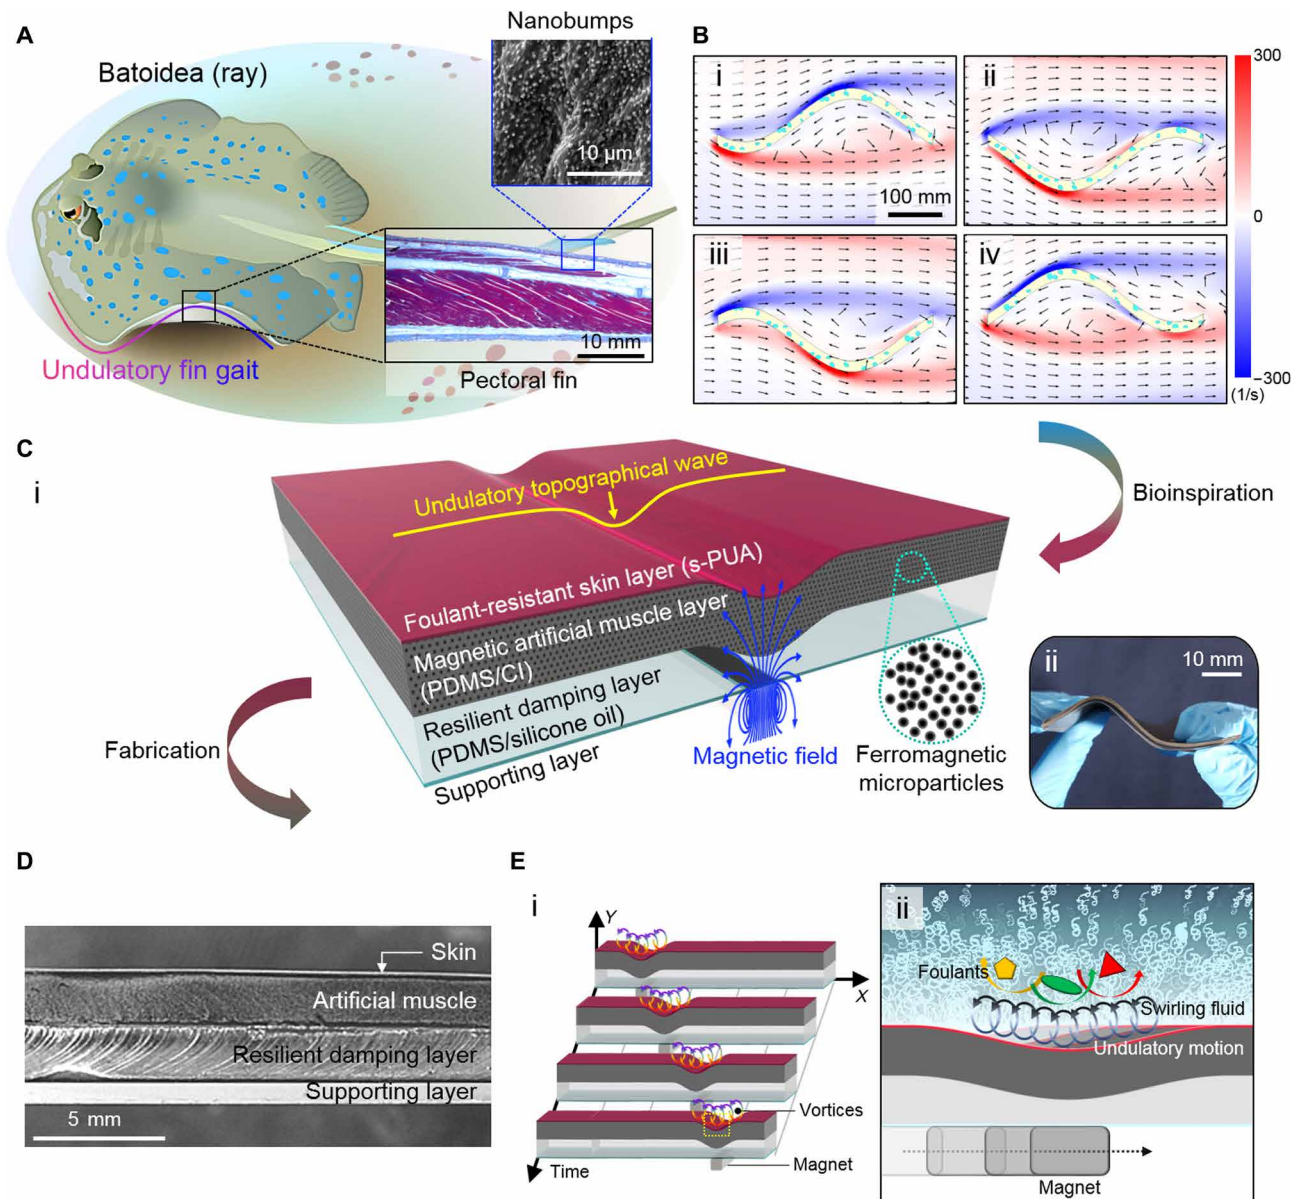 A
Nanobumps
Batoidea (ray)
10 µm
10 mm
Undulatory fin gait
Pectoral fin
B
i
ii
100 mm
iii
iv
300
0
−300
(1/s)
C
i
Undulatory topographical wave
Foulant-resistant skin layer (s-PUA)
Magnetic artificial muscle layer
(PDMS/CI)
Resilient damping layer
(PDMS/silicone oil)
Supporting layer
Magnetic field
Ferromagnetic
microparticles
Bioinspiration
Fabrication
ii
10 mm
D
Skin
Artificial muscle
Resilient damping layer
Supporting layer
5 mm
E
i
Y
X
Vortices
Magnet
Time
ii
Foulants
Swirling fluid
Undulatory motion
Magnet